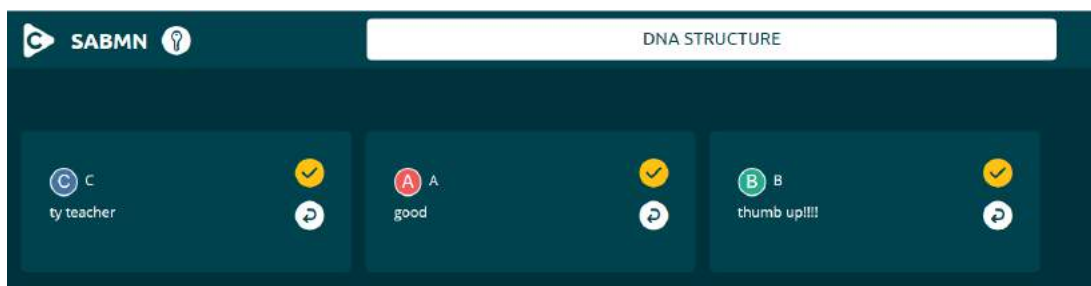 SABMN
DNA STRUCTURE
C C
ty teacher
A A
good
B B
thumb up!!!!